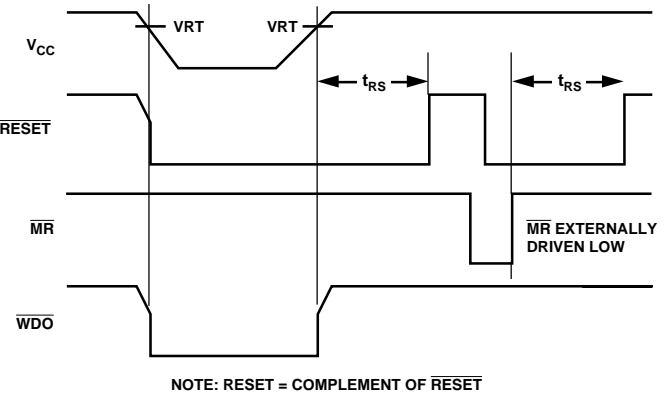 VRT VRT
VCC
tRS tRS
RESET
MR
MR EXTERNALLY
DRIVEN LOW
WDO
NOTE: RESET = COMPLEMENT OF RESET